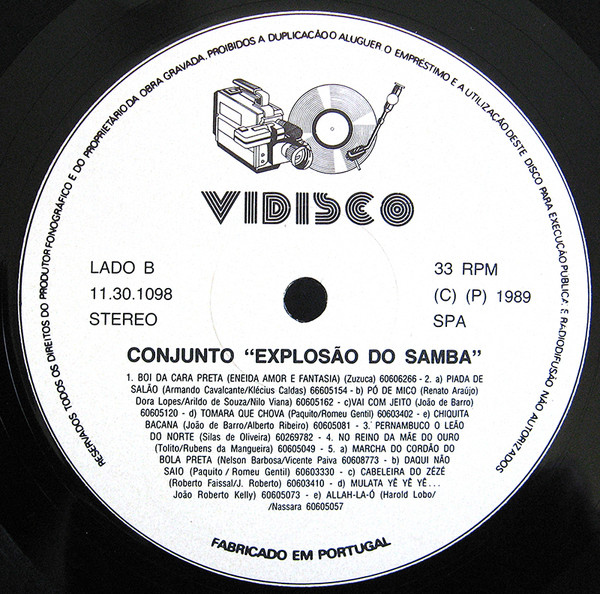 RESERVADOS TODOS OS DIREITOS DO PRODUTOR FONOGRÁFICO E DO PROPRIETÁRIO DA OBRA GRAVADA. PROIBIDOS A DUPLICAÇÃO O ALUGUER O EMPRÉSTIMO E A UTILIZAÇÃO DESTE DISCO PARA EXECUÇÃO PÚBLICA E RADIODIFUSÃO NÃO AUTORIZADOS
VIDISCO
LADO B
11.30.1098
STEREO
33 RPM
(C) (P) 1989
SPA
CONJUNTO "EXPLOSÃO DO SAMBA"
1. BOI DA CARA PRETA (ENEIDA AMOR E FANTASIA) (Zuzuca) 60606266 - 2. a) PIADA DE
SALÃO (Armando Cavalcante/Klécius Caldas) 66605154 - b) PÓ DE MICO (Renato Araújo)
Dora Lopes/Arildo de Souza/Nilo Viana) 60605162 - c)VAI COM JEITO (João de Barro)
60605120 - d) TOMARA QUE CHOVA (Paquito/Romeu Gentil) 60603402 - e) CHIQUITA
BACANA (João de Barro/Alberto Ribeiro) 60605081 - 3. PERNAMBUCO O LEÃO
DO NORTE (Silas de Oliveira) 60269782 - 4. NO REINO DA MÃE DO OURO
(Tolito/Rubens da Mangueira) 60605049 - 5. a) MARCHA DO CORDÃO DO
BOLA PRETA (Nelson Barbosa/Vicente Paiva 60608773 - b) DAQUI NÃO
SAIO (Paquito / Romeu Gentil) 60603330 - c) CABELEIRA DO ZÉZÉ
(Roberto Faissal/J. Roberto) 60603410 - d) MULATA YÊ YÊ YÊ...
João Roberto Kelly) 60605073 - e) ALLAH-LA-Ó (Harold Lobo/
/Nassara 60605057
FABRICADO EM PORTUGAL